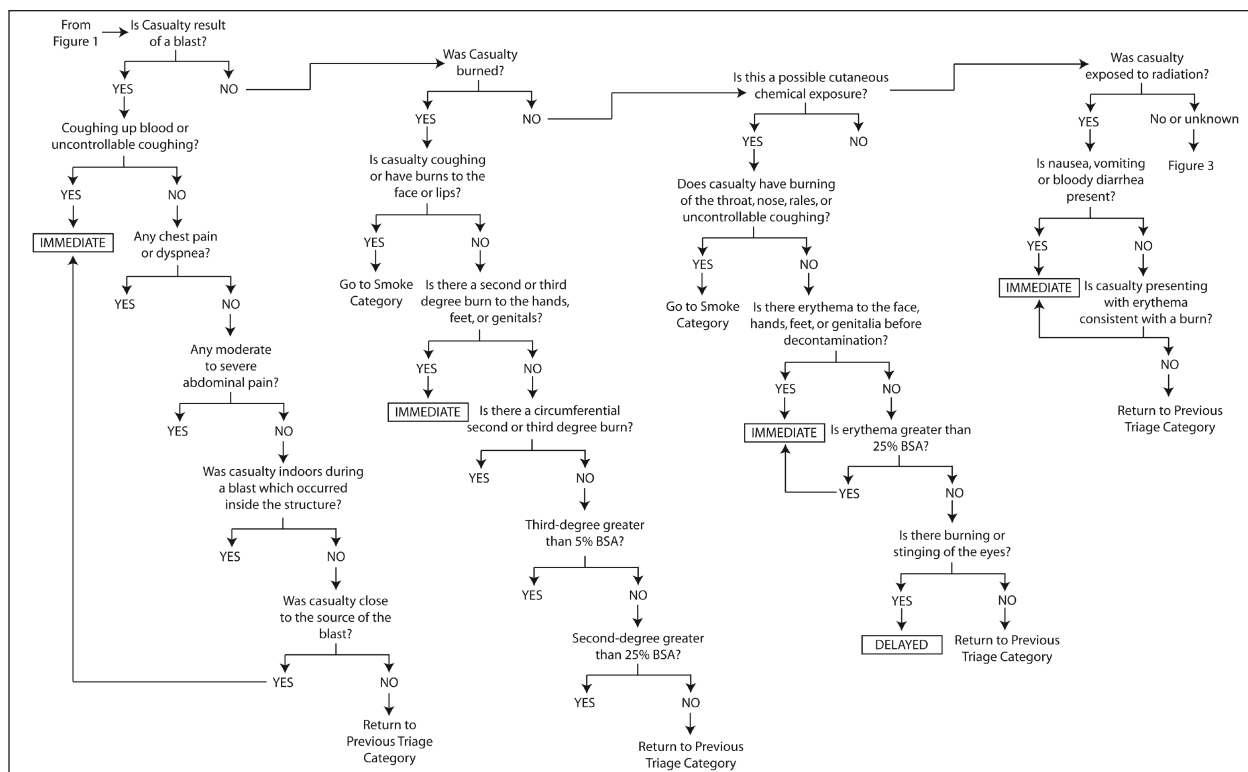 From
Figure 1
Is Casualty result
of a blast?
YES
NO
Coughing up blood or
uncontrollable coughing?
YES
NO
IMMEDIATE
Any chest pain
or dyspnea?
YES
NO
Any moderate
to severe
abdominal pain?
YES
NO
Was casualty indoors during
a blast which occurred
inside the structure?
YES
NO
Was casualty close
to the source of the
blast?
YES
NO
Return to
Previous Triage
Category
Was Casualty
burned?
YES
NO
Is casualty coughing
or have burns to the
face or lips?
YES
NO
Go to Smoke
Category
Is there a second or third
degree burn to the hands,
feet, or genitals?
YES
NO
IMMEDIATE
Is there a circumferential
second or third degree burn?
YES
NO
Third-degree greater
than 5% BSA?
YES
NO
Second-degree greater
than 25% BSA?
YES
NO
Return to Previous
Triage Category
Is this a possible cutaneous
chemical exposure?
YES
NO
Does casualty have burning
of the throat, nose, rales, or
uncontrollable coughing?
YES
NO
Go to Smoke
Category
Is there erythema to the face,
hands, feet, or genitalia before
decontamination?
YES
NO
IMMEDIATE
Is erythema greater than
25% BSA?
YES
NO
Is there burning or
stinging of the eyes?
YES
NO
DELAYED
Return to Previous
Triage Category
Was casualty
exposed to radiation?
YES
No or unknown
Figure 3
Is nausea, vomiting
or bloody diarrhea
present?
YES
NO
IMMEDIATE
Is casualty presenting
with erythema
consistent with a burn?
NO
Return to Previous
Triage Category